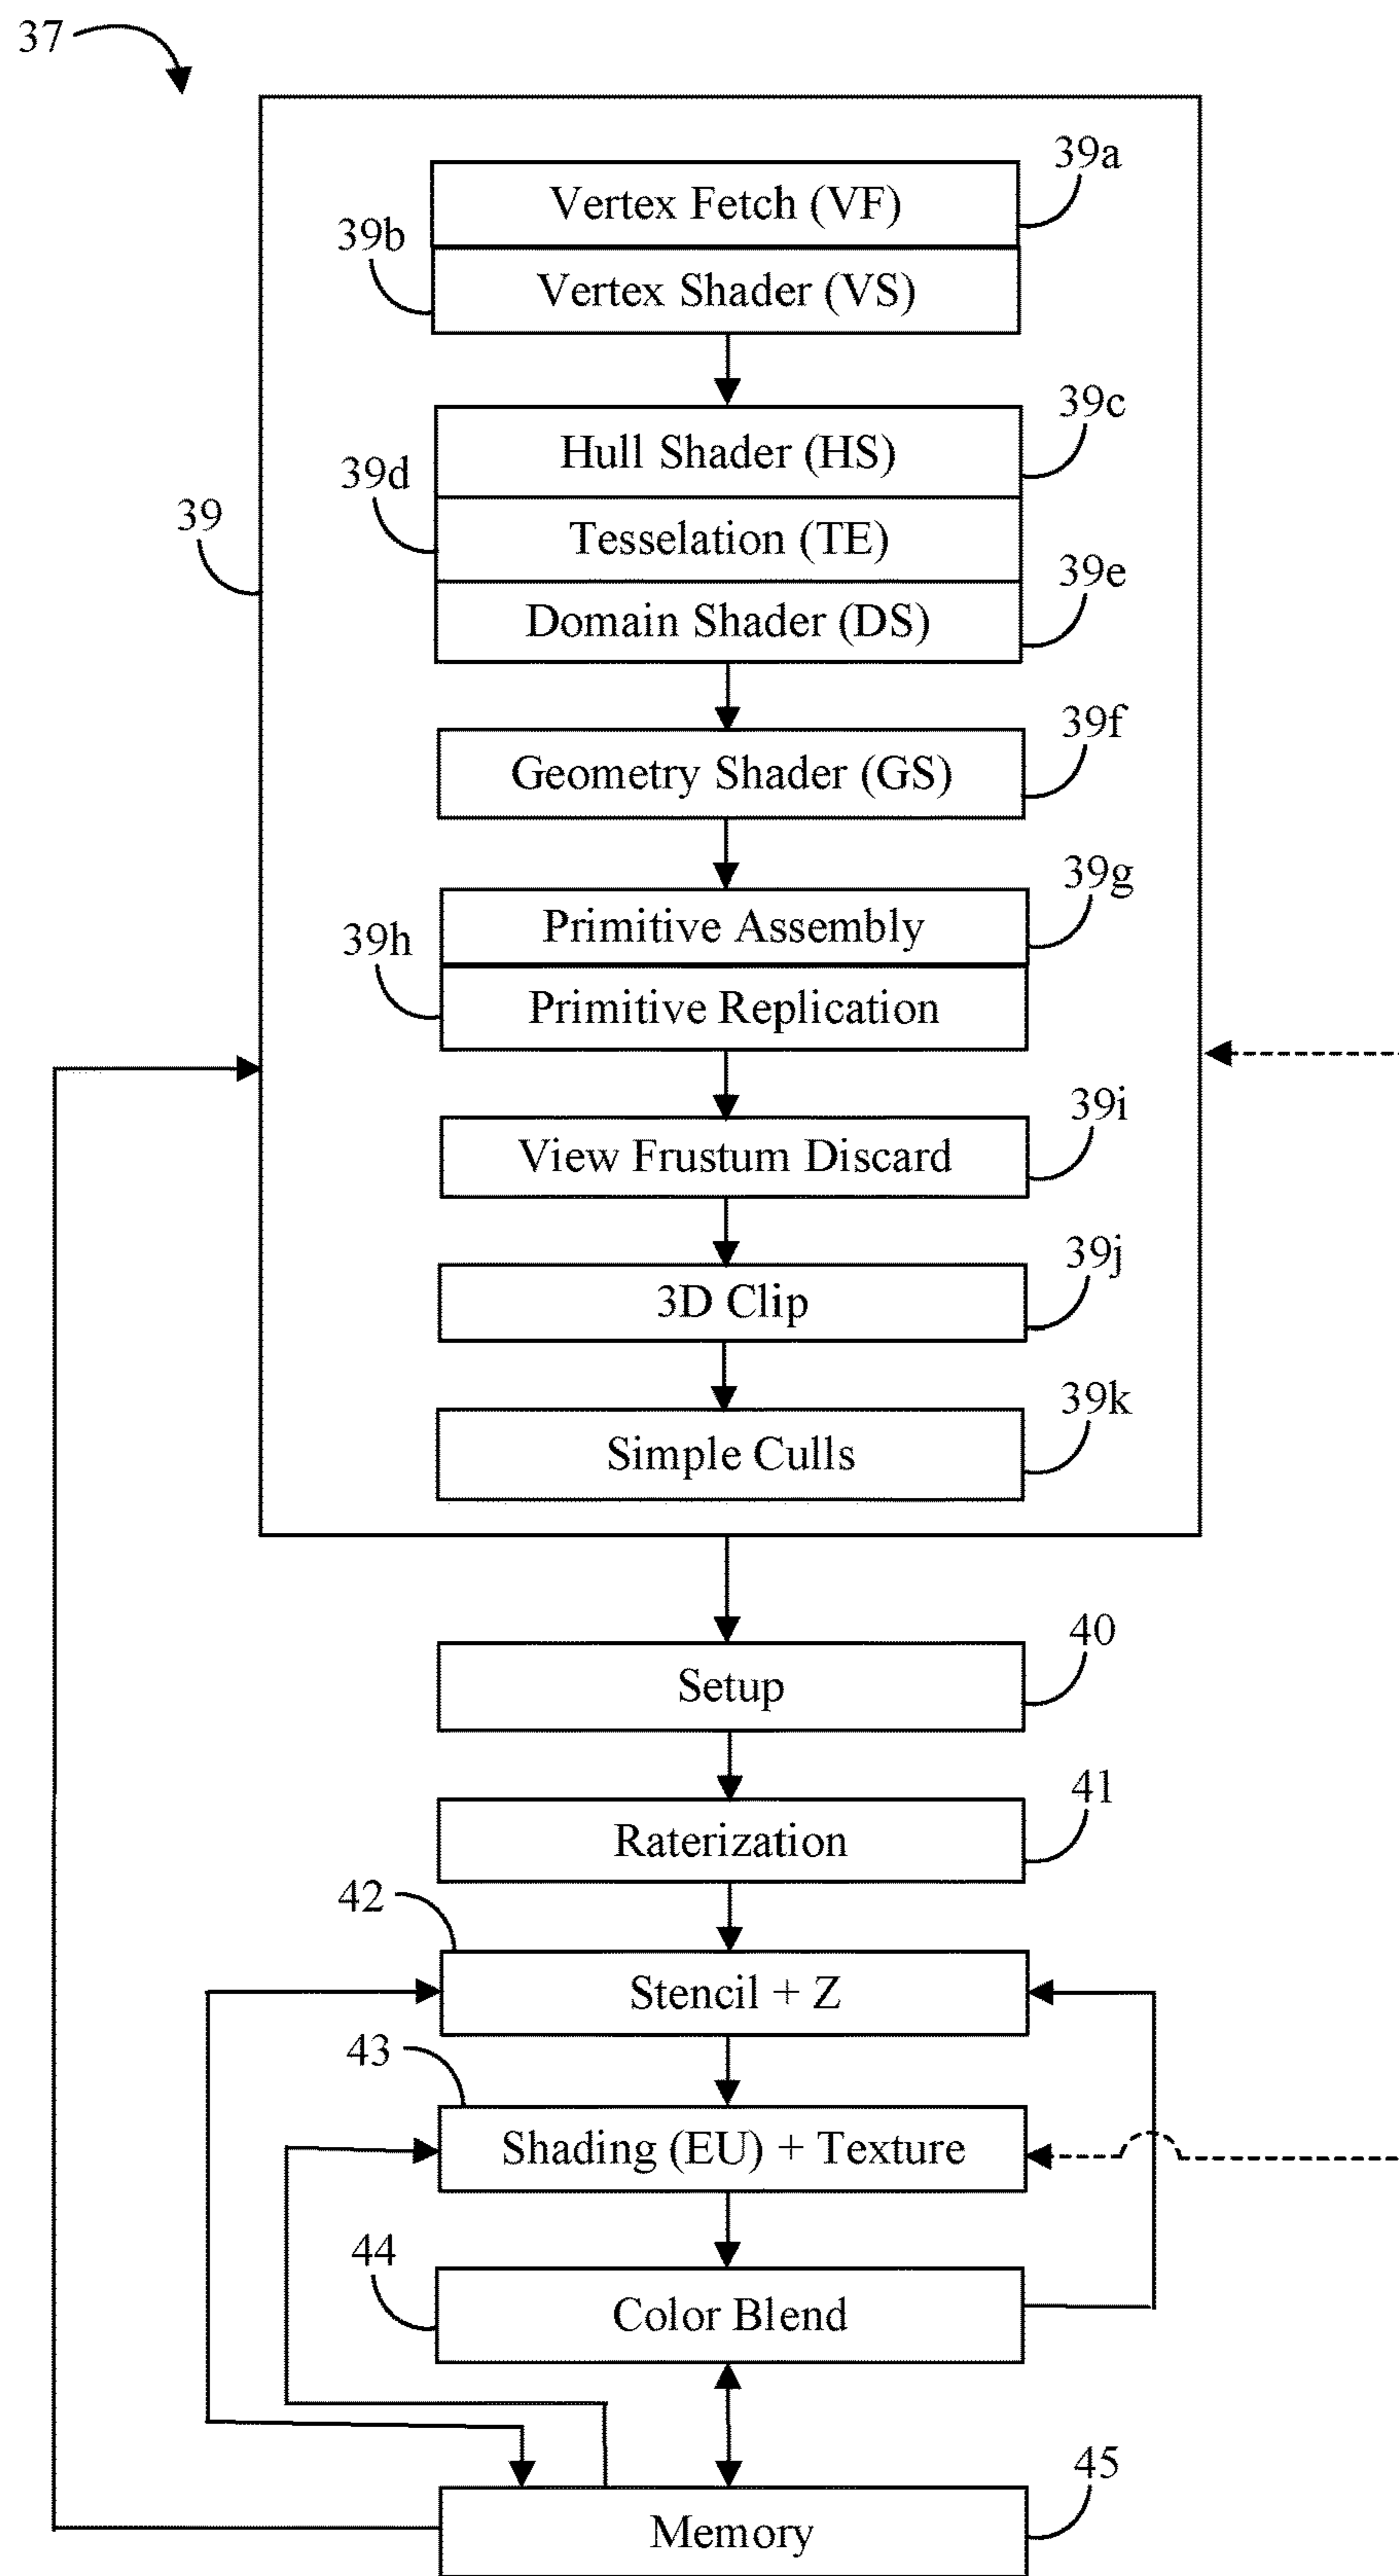 37
39a
Vertex Fetch (VF)
39b
Vertex Shader (VS)
39c
Hull Shader (HS)
39d
Tesselation (TE)
39
39e
Domain Shader (DS)
39f
Geometry Shader (GS)
39g
Primitive Assembly
39h
Primitive Replication
39i
View Frustum Discard
39j
3D Clip
39k
Simple Culls
40
Setup
41
Raterization
42
Stencil + Z
43
Shading (EU) + Texture
44
Color Blend
45
Memory